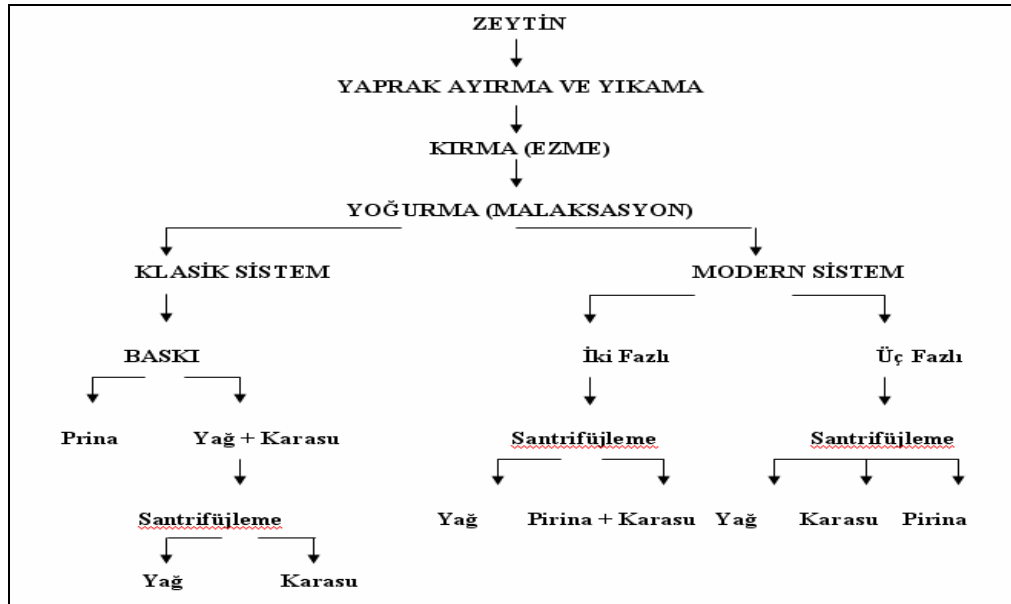 ZEYTİN
YAPRAK AYIRMA VE YIKAMA
KIRMA (EZME)
YOĞURMA (MALAKSASYON)
KLASİK SİSTEM MODERN SİSTEM
BASKI İki Fazlı Üç Fazlı
Prina Yağ + Karasu Santrifüjleme Santrifüjleme
Santrifüjleme Yağ Pirina + Karasu Yağ Karasu Pirina
Yağ Karasu